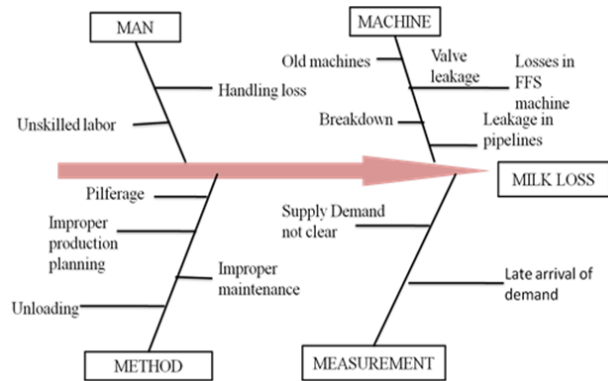 MAN
MACHINE
Old machines
Valve
leakage
Losses in
FFS
machine
Handling loss
Unskilled labor
Breakdown
Leakage in
pipelines
MILK LOSS
Pilferage
Improper
production
planning
Improper
maintenance
Unloading
Supply Demand
not clear
Late arrival of
demand
METHOD
MEASUREMENT